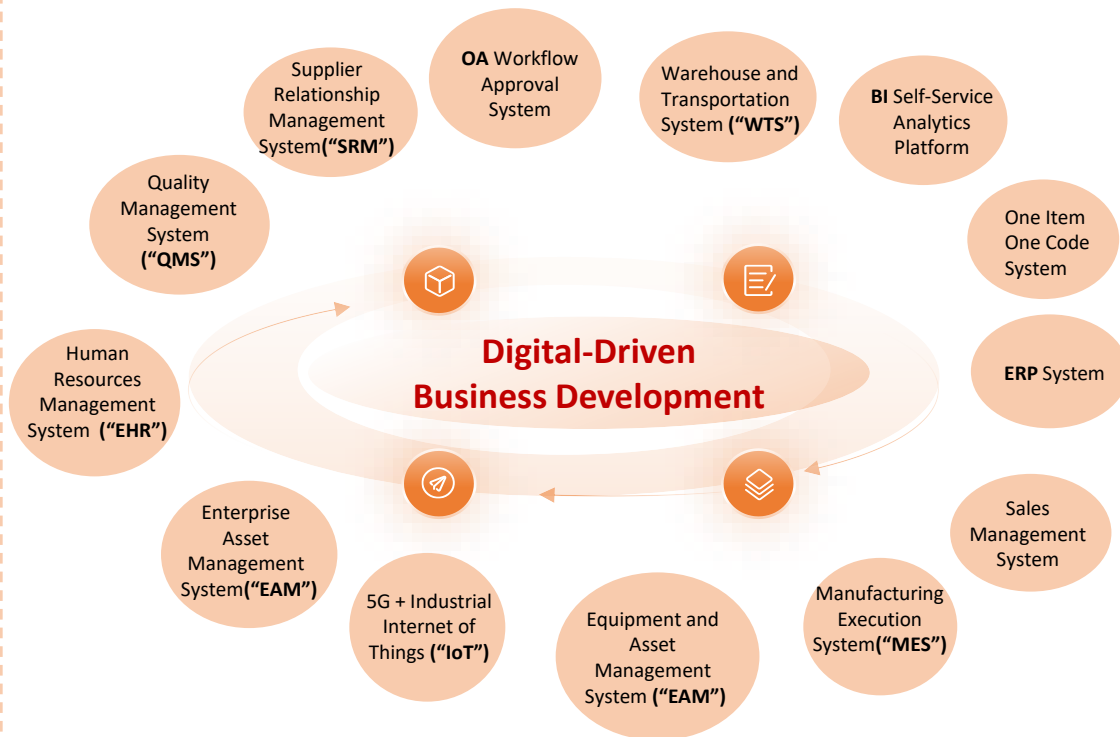 OA Workflow
Approval
System
Supplier
Relationship
Management
System(“SRM”)
Warehouse and
Transportation
System (“WTS”)
BI Self-Service
Analytics
Platform
Quality
Management
System
(“QMS”)
One Item
One Code
System
Digital-Driven
Business Development
Human
Resources
Management
System (“EHR”)
ERP System
Enterprise
Asset
Management
System(“EAM”)
Sales
Management
System
5G + Industrial
Internet of
Things (“IoT”)
Equipment and
Asset
Management
System (“EAM”)
Manufacturing
Execution
System(“MES”)